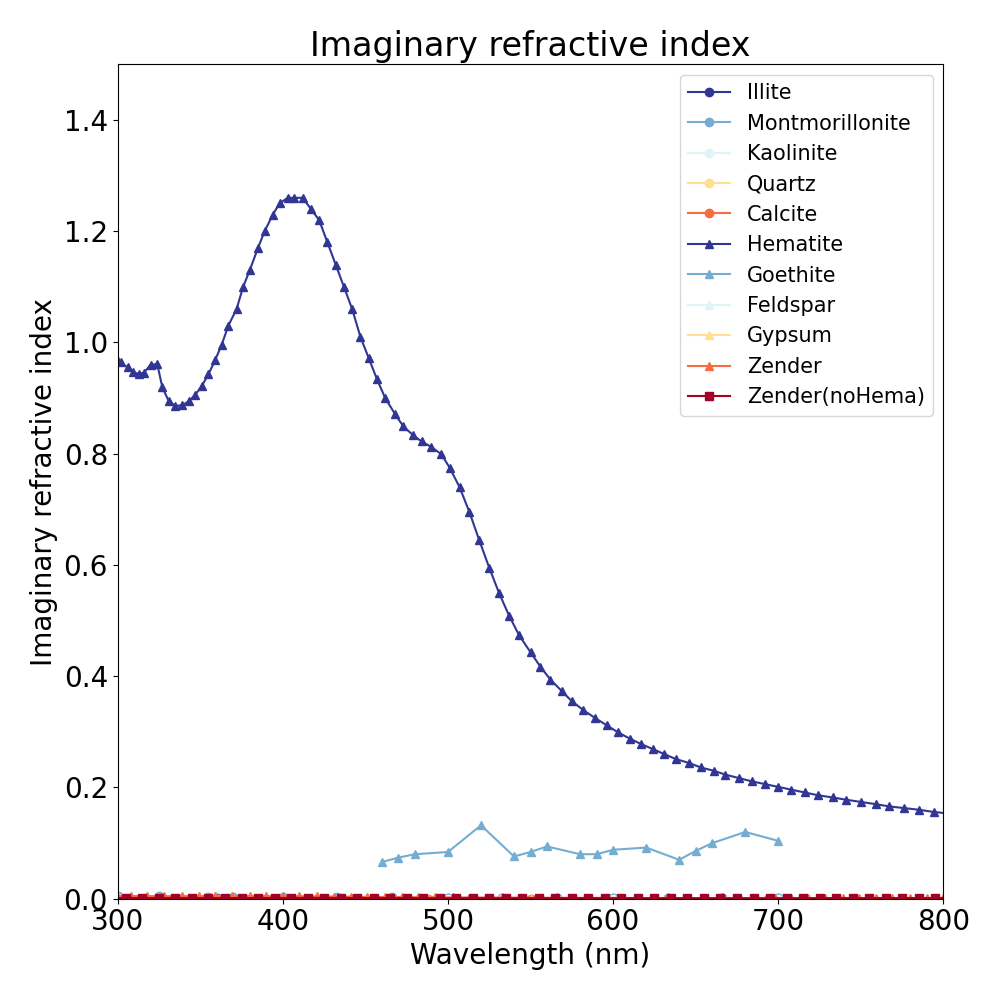 Imaginary refractive index
Illite
Montmorillonite
Kaolinite
Quartz
Calcite
Hematite
Goethite
Feldspar
Gypsum
Zender
Zender(noHema)
Imaginary refractive index
1.4
1.2
1.0
0.8
0.6
0.4
0.2
0.0
300 400 500 600 700 800
Wavelength (nm)